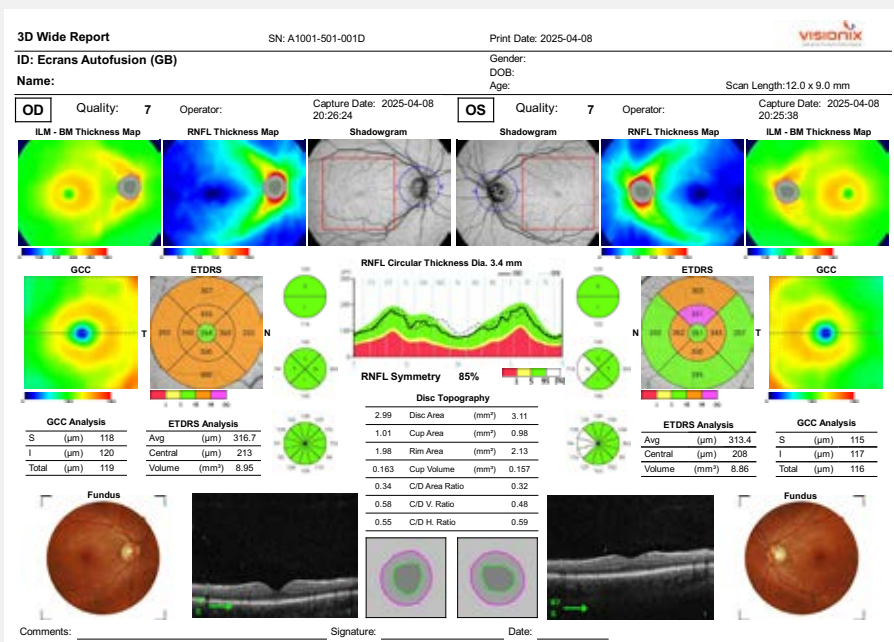 3D Wide Report SN: A1001-501-001D Print Date: 2025-04-08 VISIONIX
ID: Ecrans Autofusion (GB) Gender:
Name: DOB:
Age: Scan Length:12.0 x 9.0 mm
OD Quality: 7 Operator: Capture Date: 2025-04-08 20:26:24 OS Quality: 7 Operator: Capture Date: 2025-04-08 20:25:38
ILM - BM Thickness Map RNFL Thickness Map Shadowgram Shadowgram RNFL Thickness Map ILM - BM Thickness Map
RNFL Circular Thickness Dia. 3.4 mm
GCC ETDRS ETDRS GCC
T N N T
RNFL Symmetry 85%
Disc Topography
2.99 Disc Area (mm²) 3.11
1.01 Cup Area (mm²) 0.98
1.98 Rim Area (mm²) 2.13
0.163 Cup Volume (mm³) 0.157
0.34 C/D Area Ratio 0.32
0.58 C/D V. Ratio 0.48
0.55 C/D H. Ratio 0.59
GCC Analysis
S (µm) 118
I (µm) 120
Total (µm) 119
ETDRS Analysis
Avg (µm) 316.7
Central (µm) 213
Volume (mm³) 8.95
ETDRS Analysis
Avg (µm) 313.4
Central (µm) 208
Volume (mm³) 8.86
GCC Analysis
S (µm) 115
I (µm) 117
Total (µm) 116
Fundus Fundus
Comments: Signature: Date: